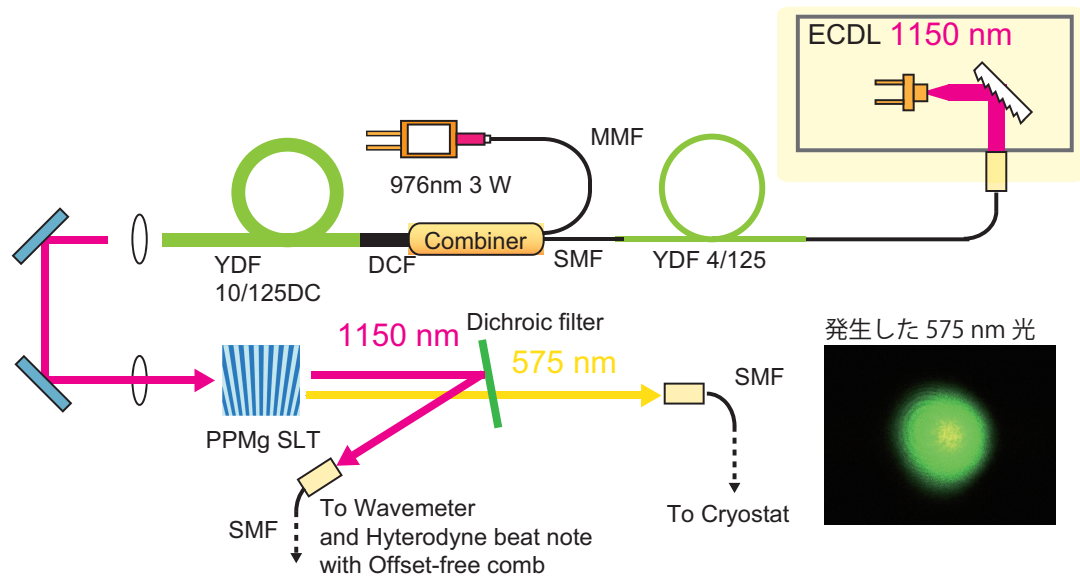 ECDL 1150 nm
MMF
976nm 3 W
Combiner
YDF
10/125DC
DCF
SMF
YDF 4/125
Dichroic filter
1150 nm
575 nm
発生した 575 nm 光
SMF
PPMg SLT
To Wavemeter
and Hyterodyne beat note
with Offset-free comb
SMF
To Cryostat